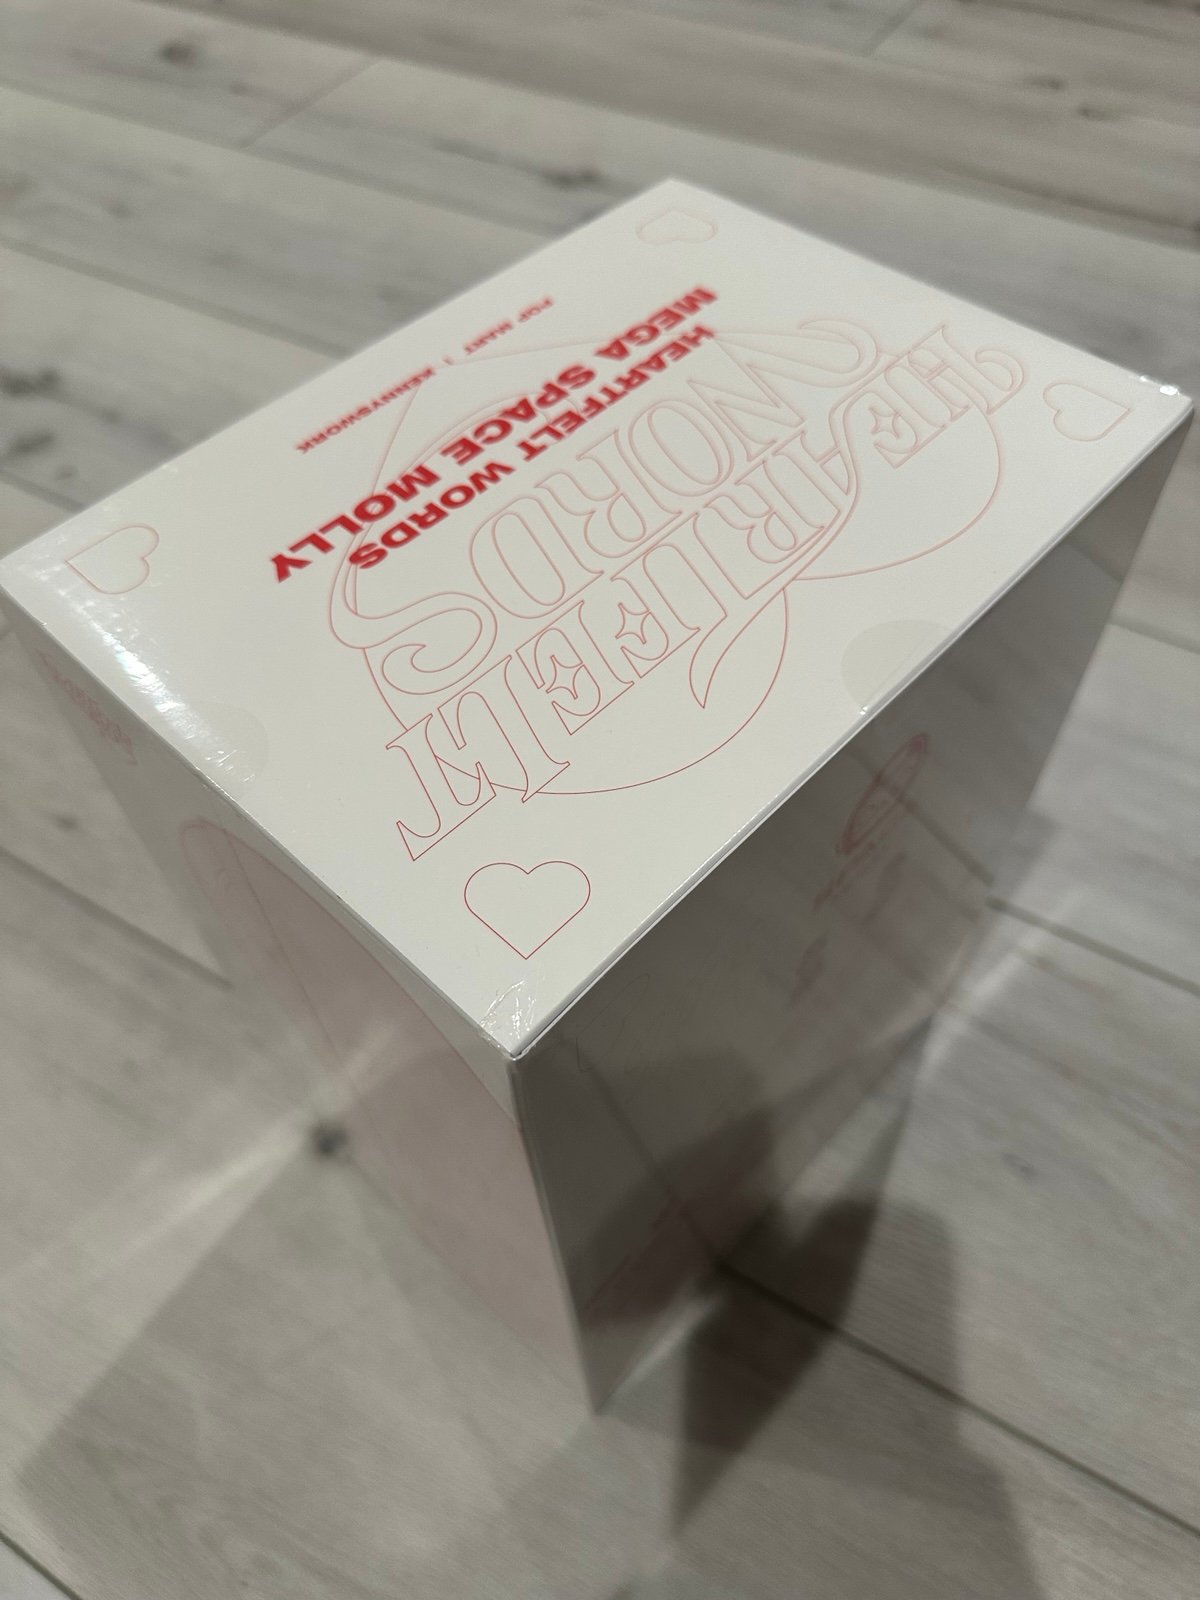 HEARTFELT
WORDS
HEARTFELT WORDS
MEGA SPACE MOLLY
POP MART | KENNYSWORK